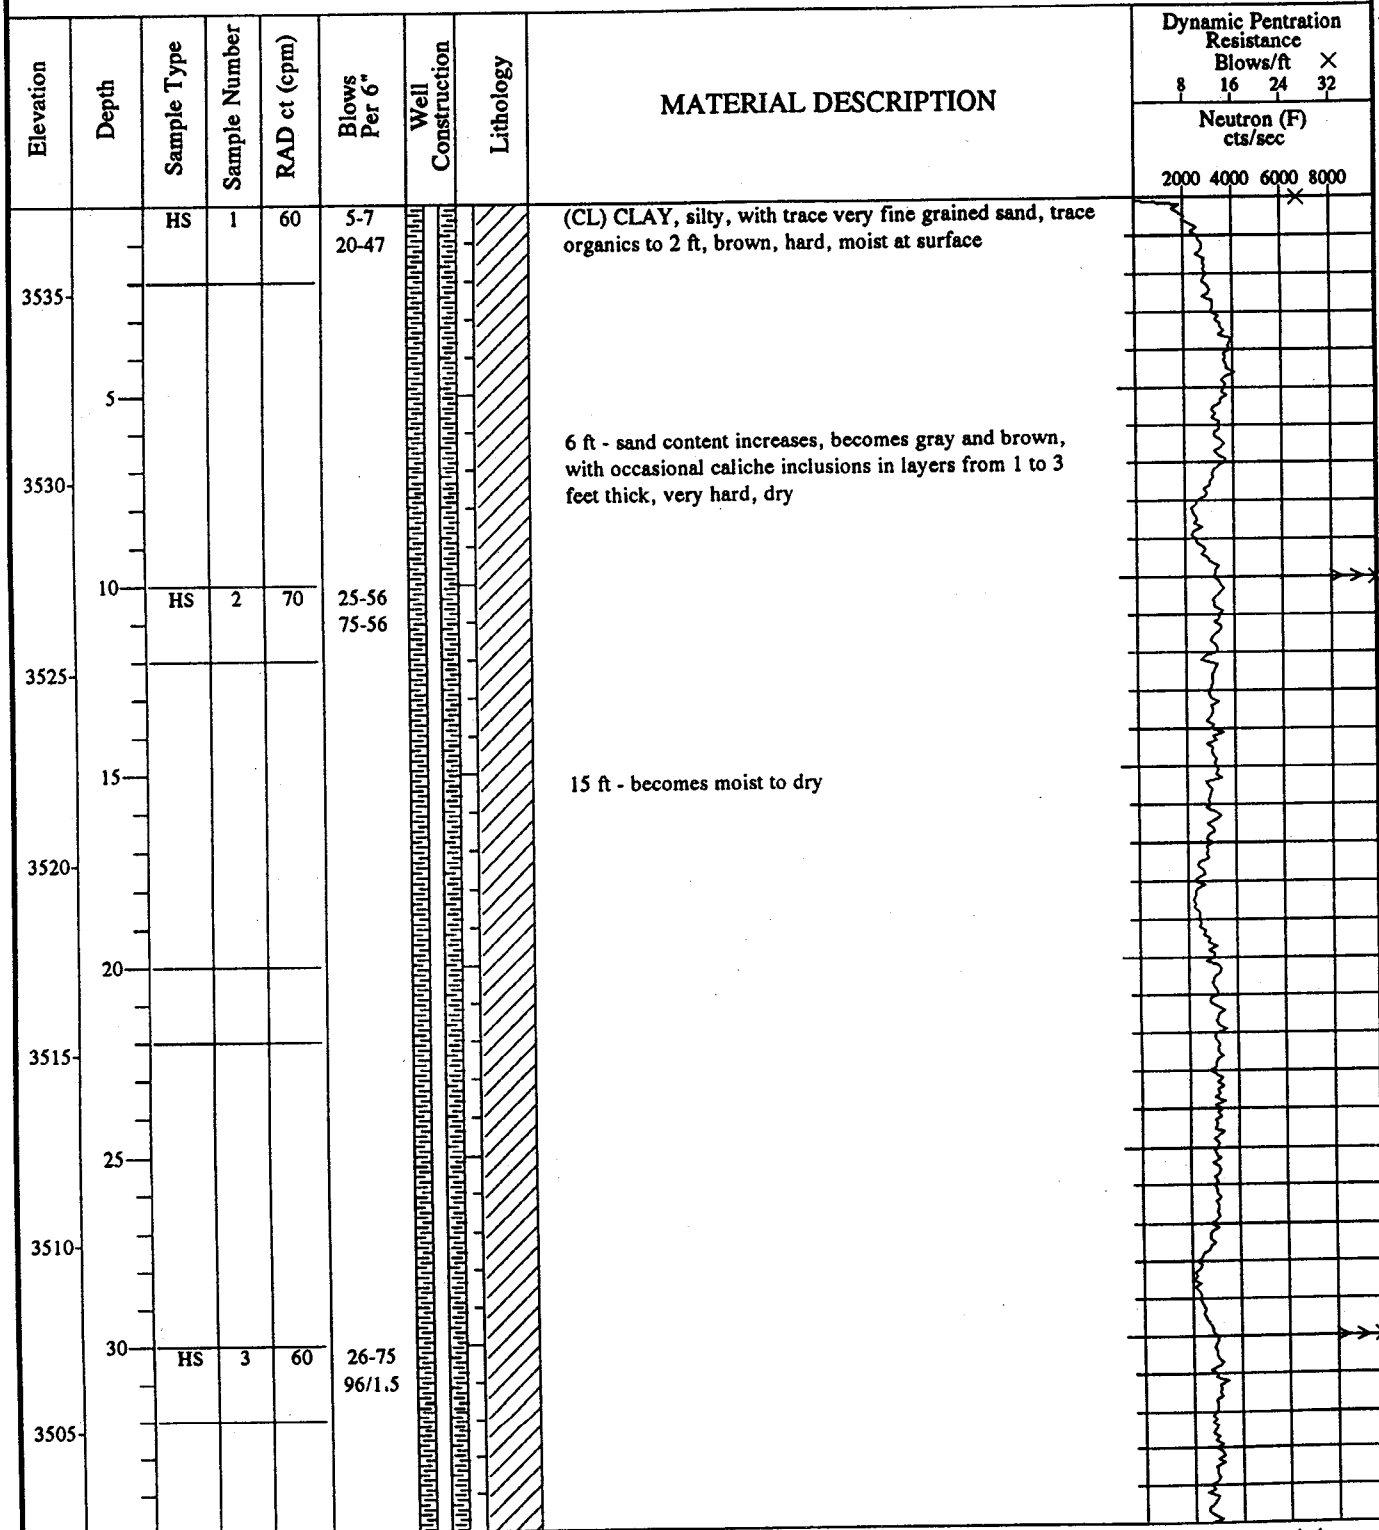 Elevation
Depth
Sample Type
Sample Number
RAD ct (cpm)
Blows
Per 6"
Well
Construction
Lithology
MATERIAL DESCRIPTION
Dynamic Pentration
Resistance
Blows/ft ×
8 16 24 32
Neutron (F)
cts/sec
2000 4000 6000 8000
HS 1 60 5-7
20-47
(CL) CLAY, silty, with trace very fine grained sand, trace
organics to 2 ft, brown, hard, moist at surface
3535
5
6 ft - sand content increases, becomes gray and brown,
with occasional caliche inclusions in layers from 1 to 3
feet thick, very hard, dry
3530
10
HS 2 70 25-56
75-56
3525
15
15 ft - becomes moist to dry
3520
20
3515
25
3510
30
HS 3 60 26-75
96/1.5
3505